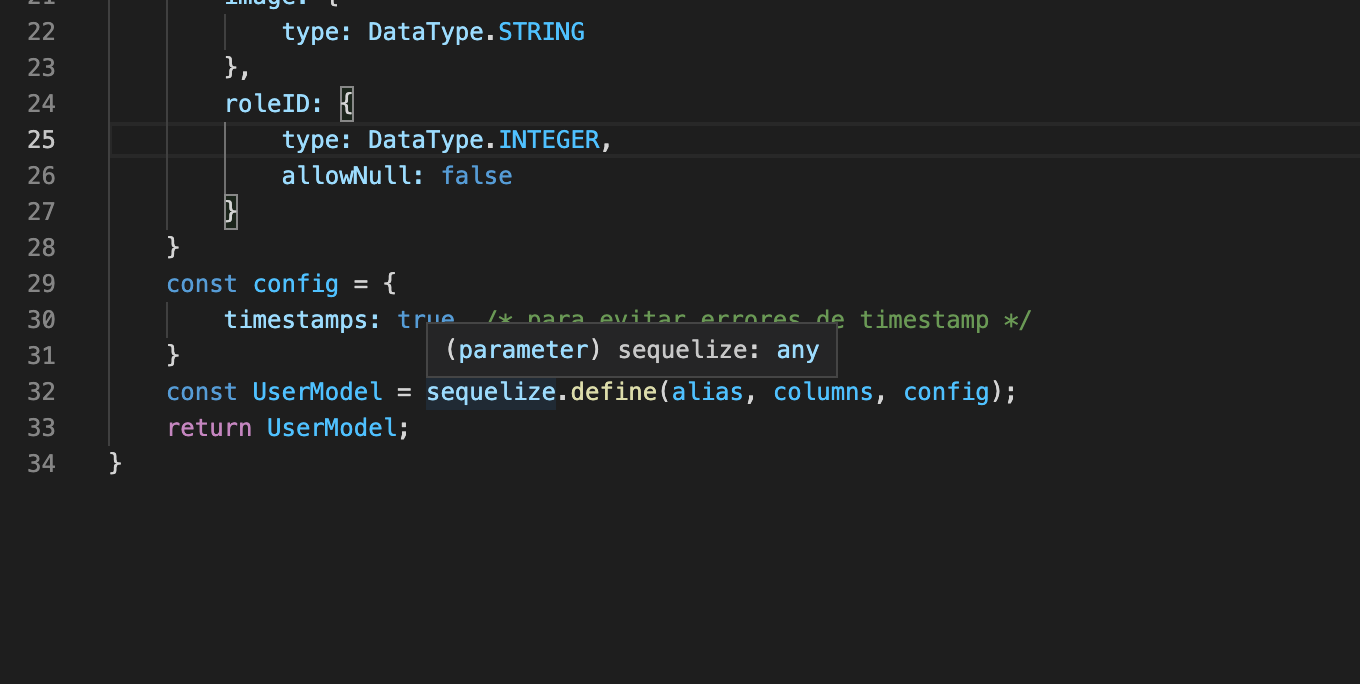 21 image: {
22 type: DataType.STRING
23 },
24 roleID: {
25 type: DataType.INTEGER,
26 allowNull: false
27 }
28 }
29 const config = {
30 timestamps: true /* para evitar errores de timestamp */
31 }
(parameter) sequelize: any
32 const UserModel = sequelize.define(alias, columns, config);
33 return UserModel;
34 }